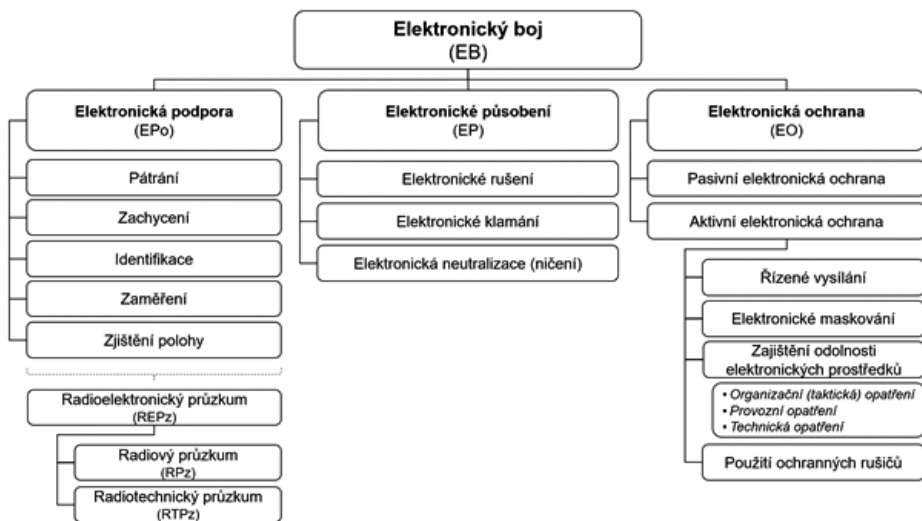 Elektronický boj
(EB)
Elektronická podpora
(EPo)
Pátrání
Zachycení
Identifikace
Zaměření
Zjištění polohy
Radioelektronický průzkum
(REPz)
Radiový průzkum
(RPz)
Radiotechnický průzkum
(RTPz)
Elektronické působení
(EP)
Elektronické rušení
Elektronické klamání
Elektronická neutralizace (ničení)
Elektronická ochrana
(EO)
Pasivní elektronická ochrana
Aktivní elektronická ochrana
Řízené vysílání
Elektronické maskování
Zajištění odolnosti
elektronických prostředků
• Organizační (taktická) opatření
• Provozní opatření
• Technická opatření
Použití ochranných rušičů